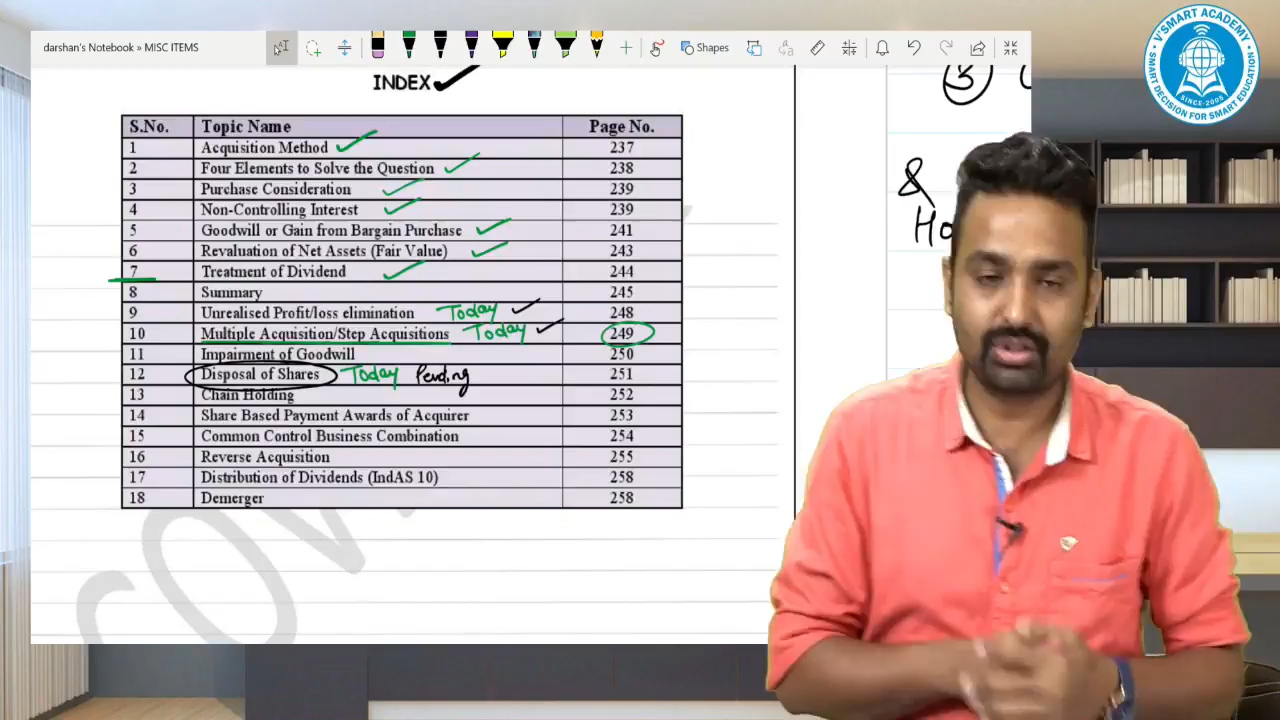 darshan's Notebook » MISC ITEMS
Shapes
V'SMART ACADEMY
SINCE-2005
SMART DECISION FOR SMART EDUCATION
INDEX
S.No. Topic Name Page No.
1 Acquisition Method 237
2 Four Elements to Solve the Question 238
3 Purchase Consideration 239
4 Non-Controlling Interest 239
5 Goodwill or Gain from Bargain Purchase 241
6 Revaluation of Net Assets (Fair Value) 243
7 Treatment of Dividend 244
8 Summary 245
9 Unrealised Profit/loss elimination Today 248
10 Multiple Acquisition/Step Acquisitions Today 249
11 Impairment of Goodwill 250
12 Disposal of Shares Today Pending 251
13 Chain Holding 252
14 Share Based Payment Awards of Acquirer 253
15 Common Control Business Combination 254
16 Reverse Acquisition 255
17 Distribution of Dividends (IndAS 10) 258
18 Demerger 258
&
Ho